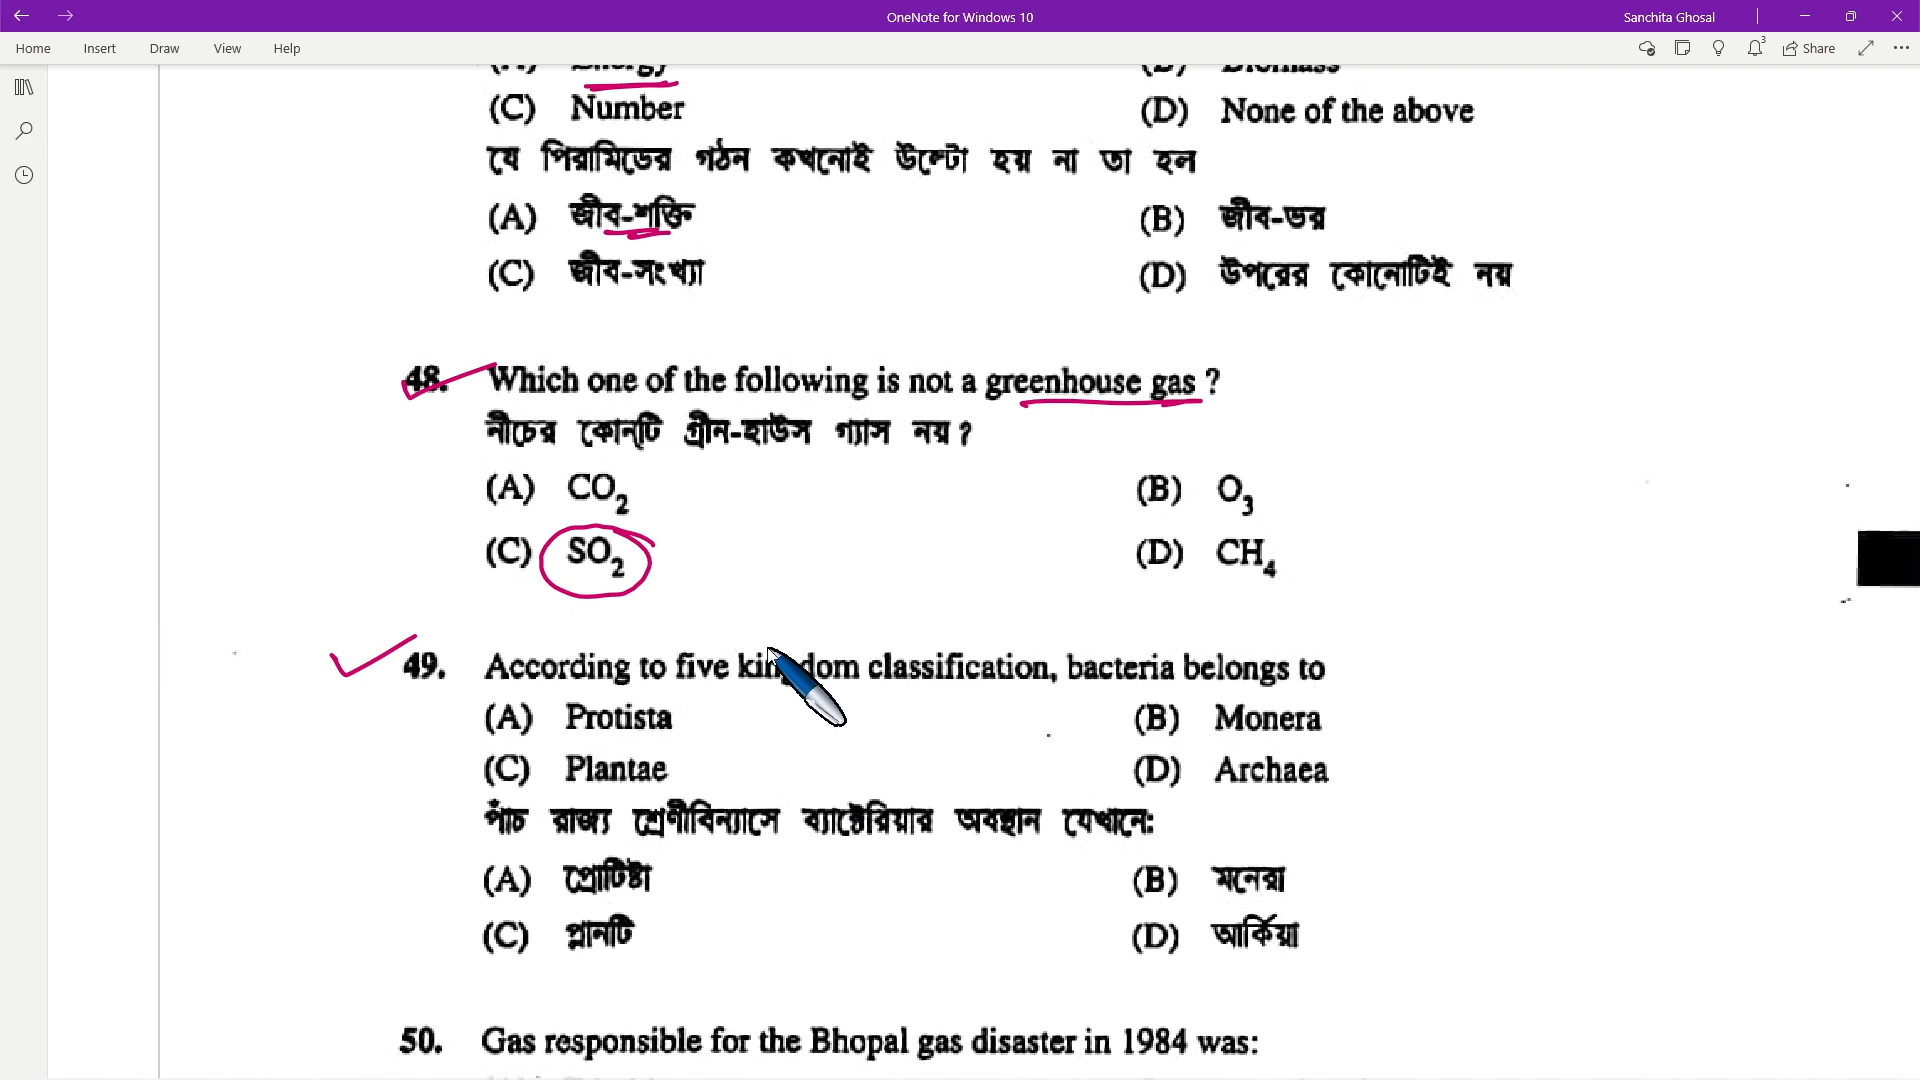 OneNote for Windows 10
Sanchita Ghosal
Home Insert Draw View Help
3 Share
(A) Energy (B) Biomass
(C) Number (D) None of the above
যে পিরামিডের গঠন কখনোই উল্টো হয় না তা হল
(A) জীব-শক্তি (B) জীব-ভর
(C) জীব-সংখ্যা (D) উপরের কোনোটিই নয়
48. Which one of the following is not a greenhouse gas ?
নীচের কোন্‌টি গ্রীন-হাউস গ্যাস নয় ?
(A) CO2 (B) O3
(C) SO2 (D) CH4
49. According to five kingdom classification, bacteria belongs to
(A) Protista (B) Monera
(C) Plantae (D) Archaea
পাঁচ রাজ্য শ্রেণীবিন্যাসে ব্যাক্টেরিয়ার অবস্থান যেখানে:
(A) প্রোটিষ্টা (B) মনেরা
(C) প্লানটি (D) আর্কিয়া
50. Gas responsible for the Bhopal gas disaster in 1984 was: